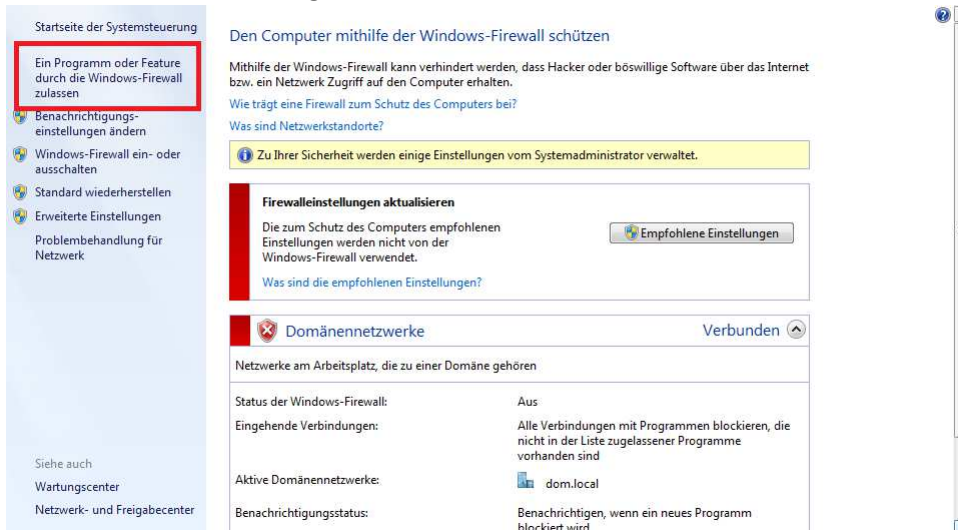 Startseite der Systemsteuerung
Ein Programm oder Feature
durch die Windows-Firewall
zulassen
Benachrichtigungs-
einstellungen ändern
Windows-Firewall ein- oder
ausschalten
Standard wiederherstellen
Erweiterte Einstellungen
Problembehandlung für
Netzwerk
Siehe auch
Wartungscenter
Netzwerk- und Freigabecenter
Den Computer mithilfe der Windows-Firewall schützen
Mithilfe der Windows-Firewall kann verhindert werden, dass Hacker oder böswillige Software über das Internet
bzw. ein Netzwerk Zugriff auf den Computer erhalten.
Wie trägt eine Firewall zum Schutz des Computers bei?
Was sind Netzwerkstandorte?
Zu Ihrer Sicherheit werden einige Einstellungen vom Systemadministrator verwaltet.
Firewalleinstellungen aktualisieren
Die zum Schutz des Computers empfohlenen
Einstellungen werden nicht von der
Windows-Firewall verwendet.
Empfohlene Einstellungen
Was sind die empfohlenen Einstellungen?
Domänennetzwerke Verbunden
Netzwerke am Arbeitsplatz, die zu einer Domäne gehören
Status der Windows-Firewall: Aus
Eingehende Verbindungen: Alle Verbindungen mit Programmen blockieren, die
nicht in der Liste zugelassener Programme
vorhanden sind
Aktive Domänennetzwerke: dom.local
Benachrichtigungsstatus: Benachrichtigen, wenn ein neues Programm
blockiert wird